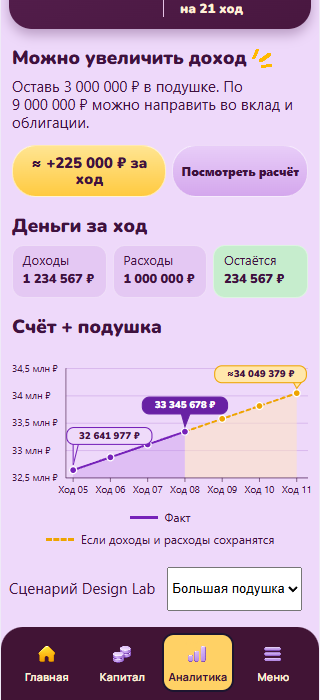 на 21 ход
Можно увеличить доход
Оставь 3 000 000 ₽ в подушке. По
9 000 000 ₽ можно направить во вклад и
облигации.
≈ +225 000 ₽ за
ход
Посмотреть расчёт
Деньги за ход
Доходы
1 234 567 ₽
Расходы
1 000 000 ₽
Остаётся
234 567 ₽
Счёт + подушка
34,5 млн ₽
34 млн ₽
33,5 млн ₽
33 млн ₽
32,5 млн ₽
32 641 977 ₽
33 345 678 ₽
≈34 049 379 ₽
Ход 05
Ход 06
Ход 07
Ход 08
Ход 09
Ход 10
Ход 11
Факт
Если доходы и расходы сохранятся
Сценарий Design Lab
Большая подушка
Главная
Капитал
Аналитика
Меню